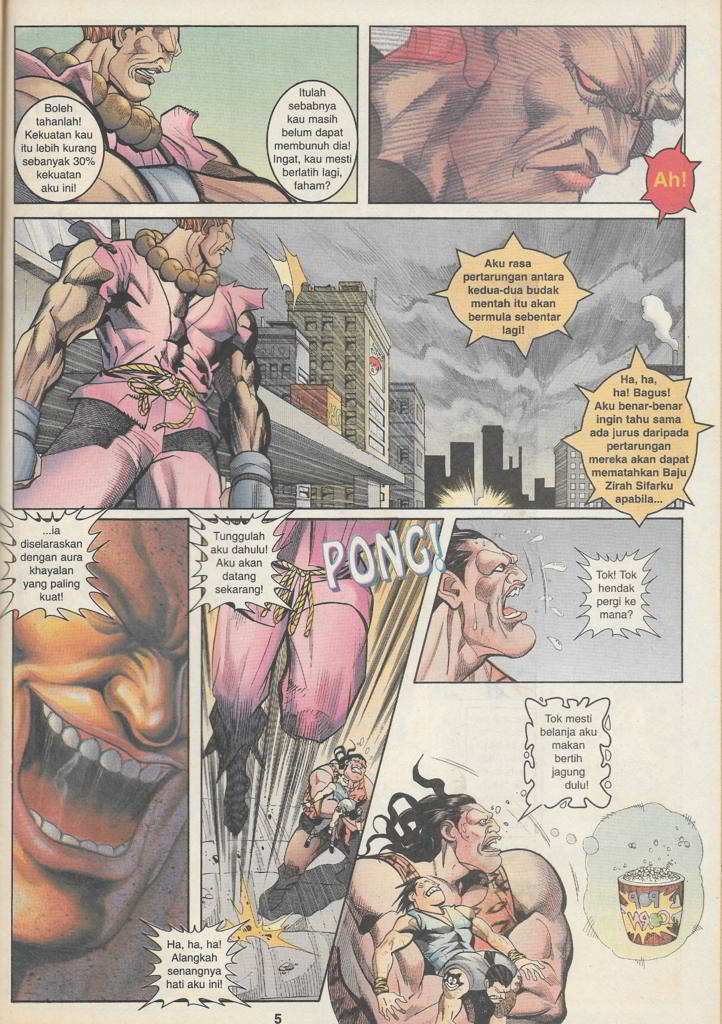 Boleh
tahanlah!
Kekuatan kau
itu lebih kurang
sebanyak 30%
kekuatan
aku ini!
Itulah
sebabnya
kau masih
belum dapat
membunuh dia!
Ingat, kau mesti
berlatih lagi,
faham?
Ah!
Aku rasa
pertarungan antara
kedua-dua budak
mentah itu akan
bermula sebentar
lagi!
Ha, ha,
ha! Bagus!
Aku benar-benar
ingin tahu sama
ada jurus daripada
pertarungan
mereka akan dapat
mematahkan Baju
Zirah Sifarku
apabila...
...ia
diselaraskan
dengan aura
khayalan
yang paling
kuat!
Tunggulah
aku dahulu!
Aku akan
datang
sekarang!
PONG!
Tok! Tok
hendak
pergi ke
mana?
Tok mesti
belanja aku
makan
bertih
jagung
dulu!
POP
CORN
Ha, ha, ha!
Alangkah
senangnya
hati aku ini!
5